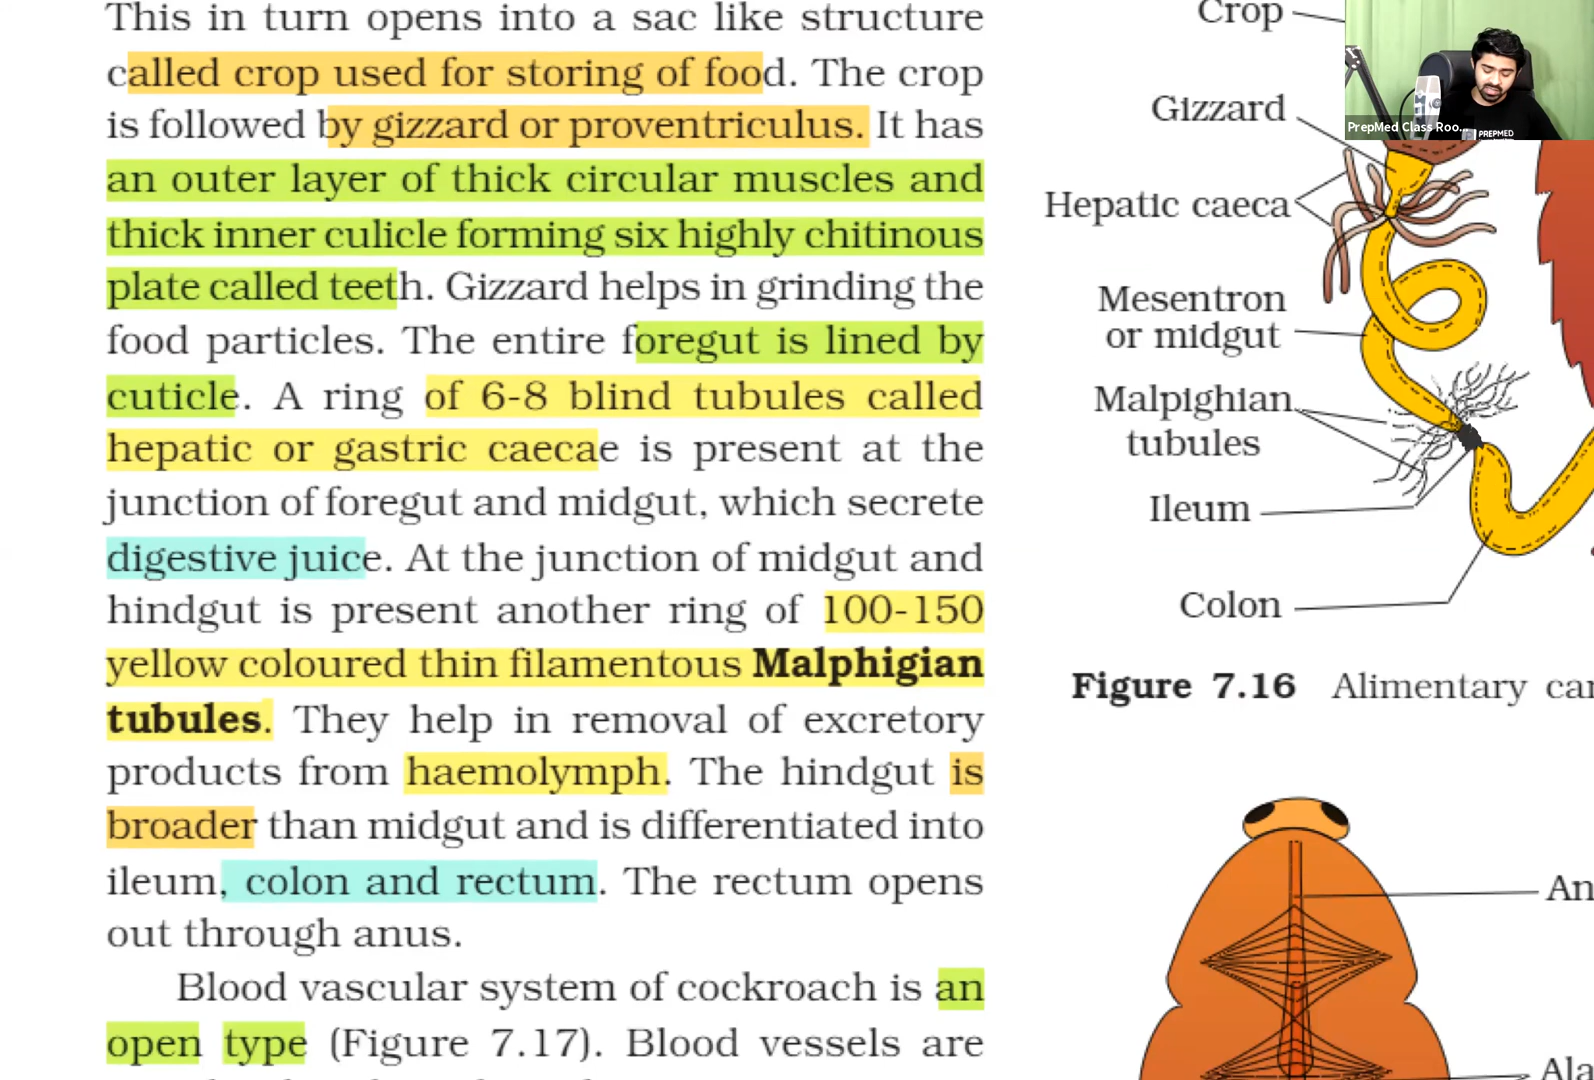 This in turn opens into a sac like structure
called crop used for storing of food. The crop
is followed by gizzard or proventriculus. It has
an outer layer of thick circular muscles and
thick inner culicle forming six highly chitinous
plate called teeth. Gizzard helps in grinding the
food particles. The entire foregut is lined by
cuticle. A ring of 6-8 blind tubules called
hepatic or gastric caecae is present at the
junction of foregut and midgut, which secrete
digestive juice. At the junction of midgut and
hindgut is present another ring of 100-150
yellow coloured thin filamentous Malphigian
tubules. They help in removal of excretory
products from haemolymph. The hindgut is
broader than midgut and is differentiated into
ileum, colon and rectum. The rectum opens
out through anus.
Blood vascular system of cockroach is an
open type (Figure 7.17). Blood vessels are
Crop
Gizzard
Hepatic caeca
Mesentron
or midgut
Malpighian
tubules
Ileum
Colon
Figure 7.16 Alimentary can
An
Ala
PrepMed Class Roo...
PREPMED